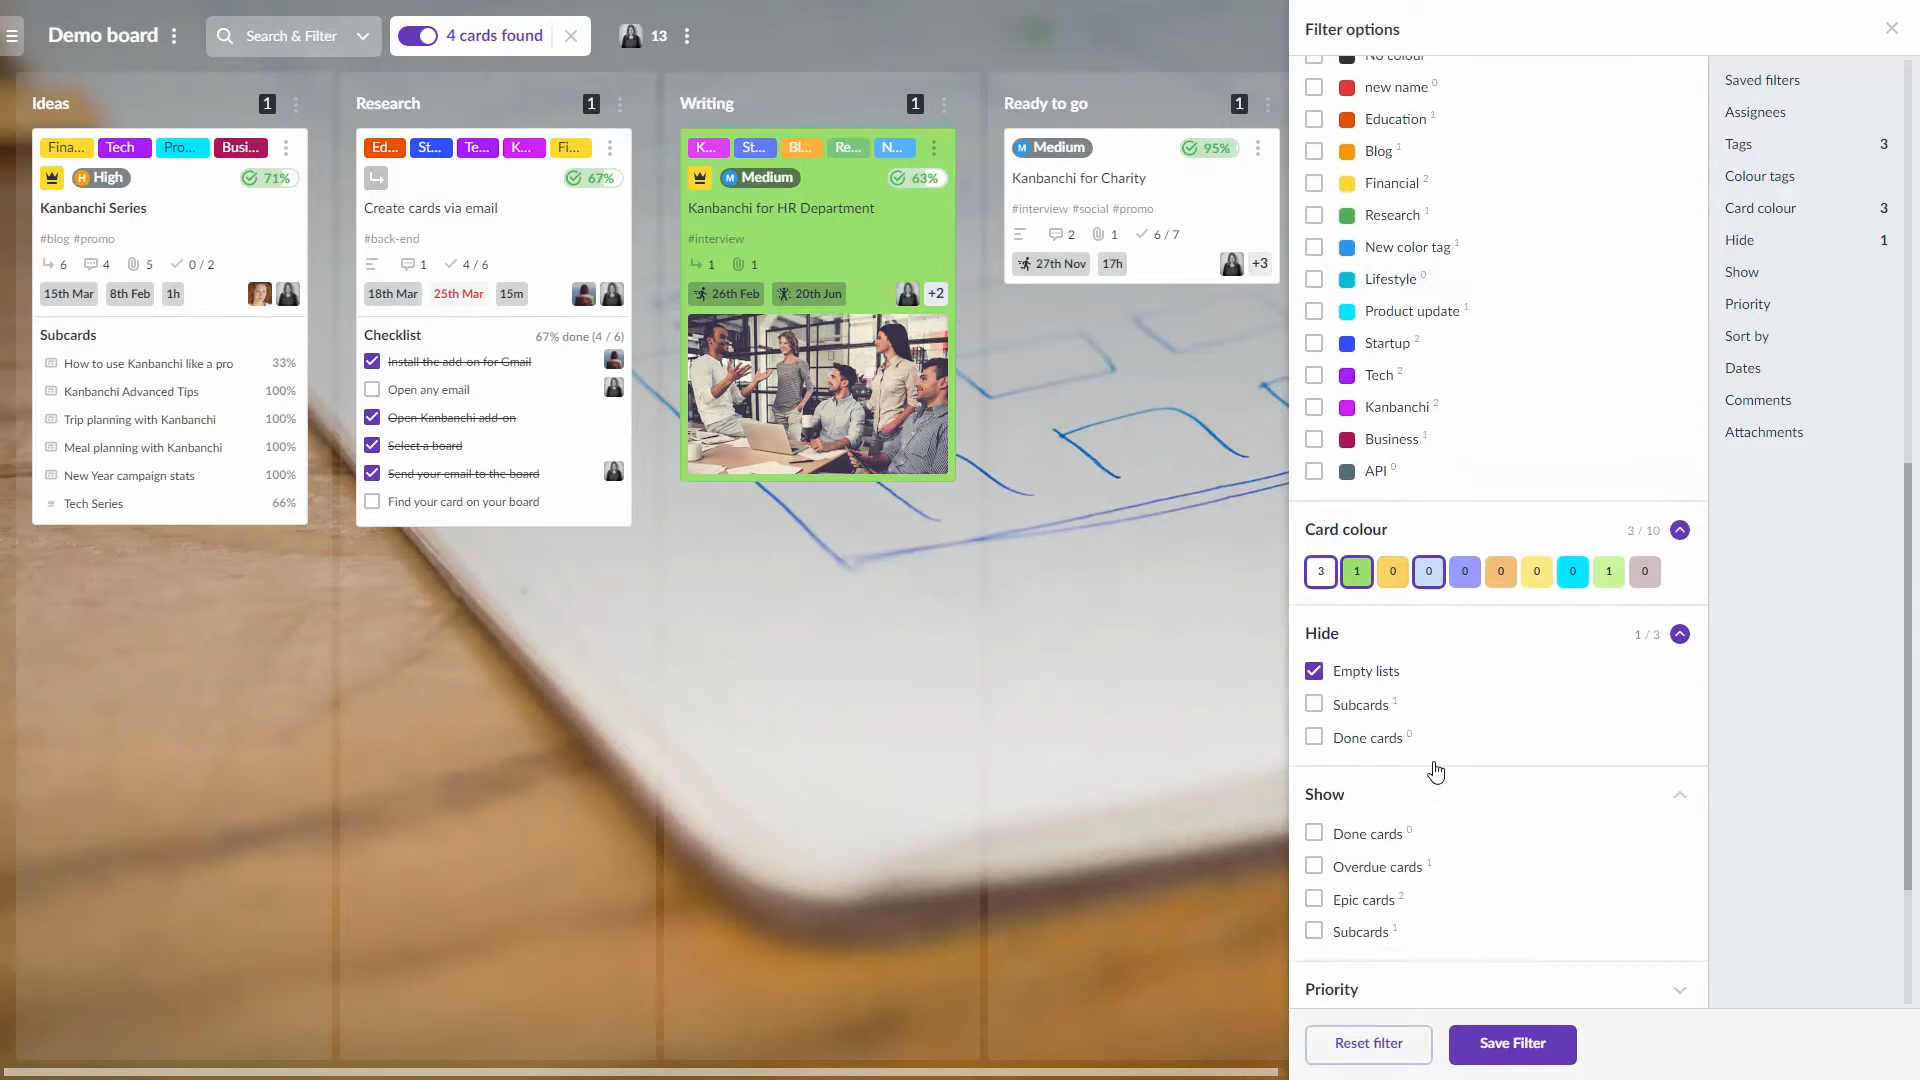 Demo board
Search & Filter
4 cards found
13
Ideas 1
Fina... Tech Pro... Busi...
H High 71%
Kanbanchi Series
#blog #promo
6 4 5 0 / 2
15th Mar 8th Feb 1h
Subcards
How to use Kanbanchi like a pro 33%
Kanbanchi Advanced Tips 100%
Trip planning with Kanbanchi 100%
Meal planning with Kanbanchi 100%
New Year campaign stats 100%
Tech Series 66%
Research 1
Ed... St... Te... K... Fi...
67%
Create cards via email
#back-end
1 4 / 6
18th Mar 25th Mar 15m
Checklist 67% done (4 / 6)
Install the add-on for Gmail
Open any email
Open Kanbanchi add-on
Select a board
Send your email to the board
Find your card on your board
Writing 1
K... St... Bl... Re... N...
M Medium 63%
Kanbanchi for HR Department
#interview
1 1
26th Feb 20th Jun +2
Ready to go 1
M Medium 95%
Kanbanchi for Charity
#interview #social #promo
2 1 6 / 7
27th Nov 17h +3
Filter options
No colour
new name 0
Education 1
Blog 1
Financial 2
Research 1
New color tag 1
Lifestyle 0
Product update 1
Startup 2
Tech 2
Kanbanchi 2
Business 1
API 0
Card colour 3 / 10
3 1 0 0 0 0 0 0 1 0
Hide 1 / 3
Empty lists
Subcards 1
Done cards 0
Show
Done cards 0
Overdue cards 1
Epic cards 2
Subcards 1
Priority
Reset filter Save Filter
Saved filters
Assignees
Tags 3
Colour tags
Card colour 3
Hide 1
Show
Priority
Sort by
Dates
Comments
Attachments